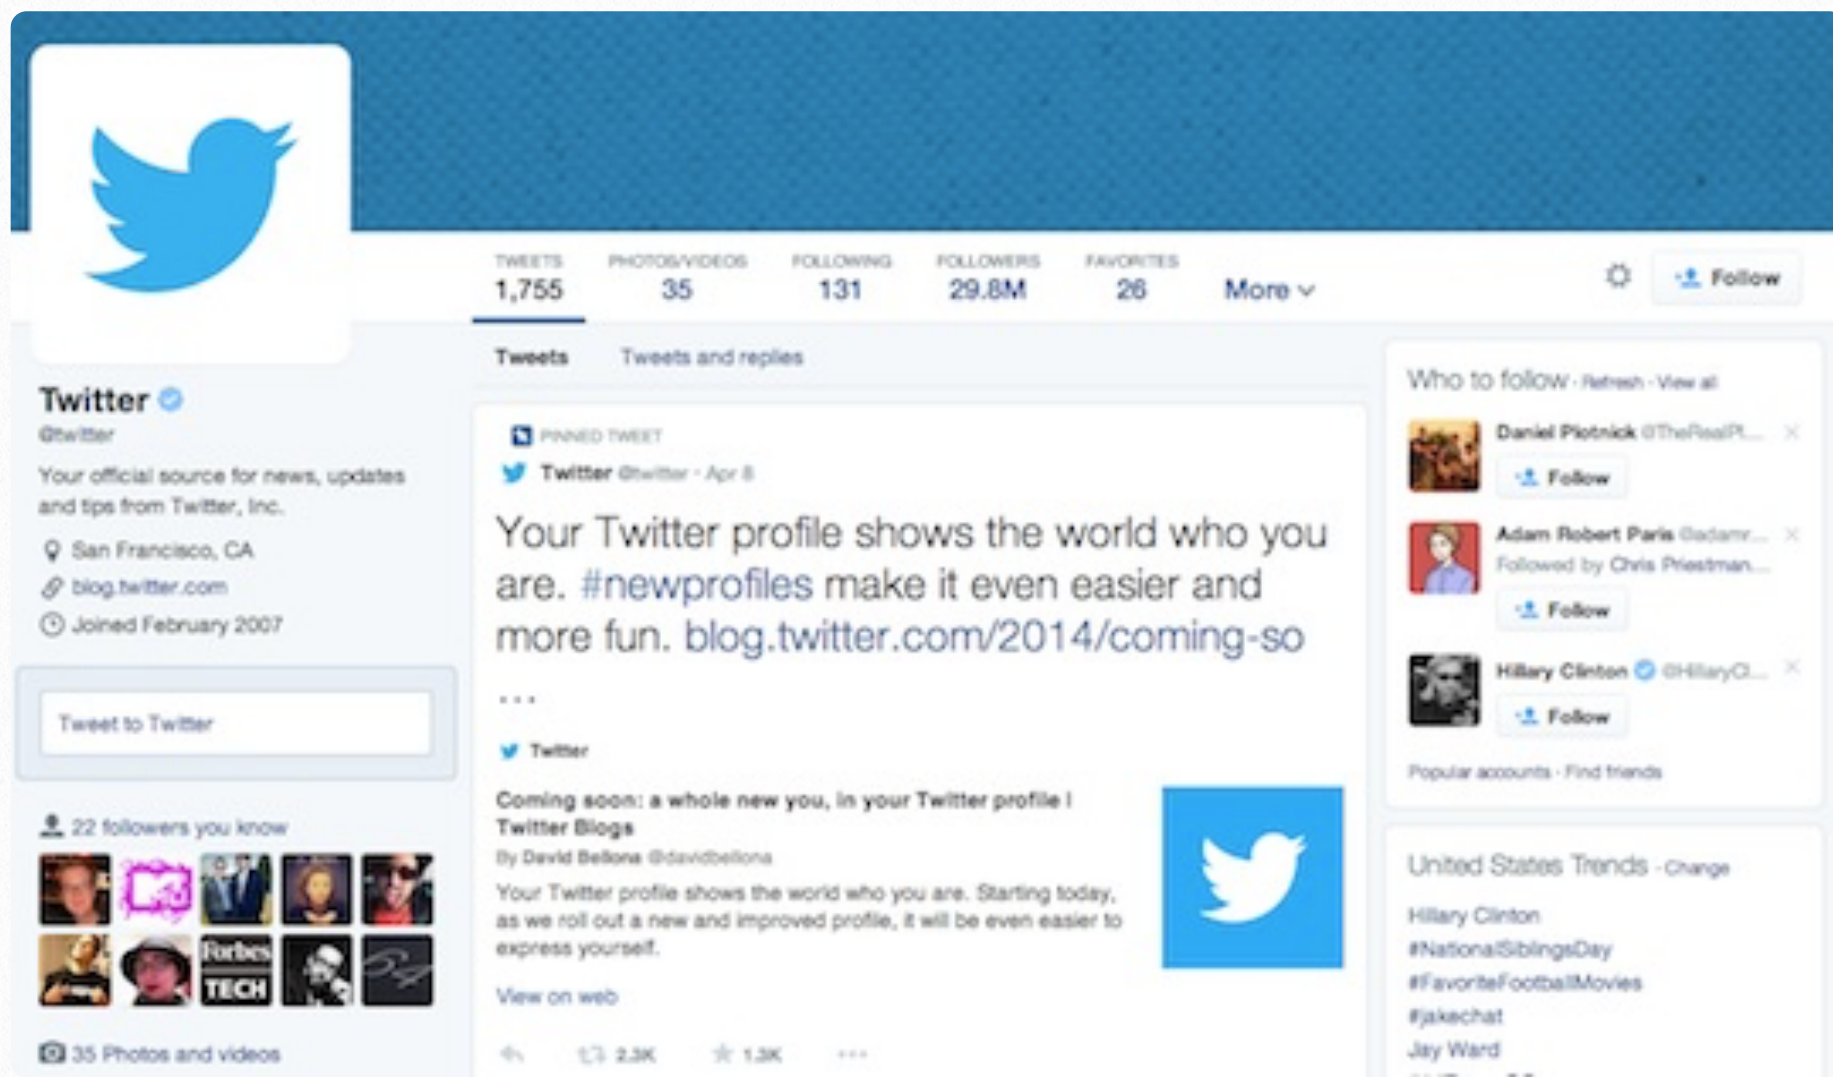 TWEETS
1,755
PHOTOS/VIDEOS
35
FOLLOWING
131
FOLLOWERS
29.8M
FAVORITES
26
More
Follow
Twitter
@twitter
Your official source for news, updates
and tips from Twitter, Inc.
San Francisco, CA
blog.twitter.com
Joined February 2007
Tweet to Twitter
22 followers you know
Forbes
TECH
35 Photos and videos
Tweets Tweets and replies
PINNED TWEET
Twitter @twitter · Apr 8
Your Twitter profile shows the world who you
are. #newprofiles make it even easier and
more fun. blog.twitter.com/2014/coming-so
...
Twitter
Coming soon: a whole new you, in your Twitter profile |
Twitter Blogs
By David Bellona @davidbellona
Your Twitter profile shows the world who you are. Starting today,
as we roll out a new and improved profile, it will be even easier to
express yourself.
View on web
2.3K 1.3K
Who to follow · Refresh · View all
Daniel Plotnick @TheRealPl...
Follow
Adam Robert Paris @adamr...
Followed by Chris Priestman...
Follow
Hillary Clinton @HillaryCl...
Follow
Popular accounts · Find friends
United States Trends · Change
Hillary Clinton
#NationalSiblingsDay
#FavoriteFootballMovies
#jakechat
Jay Ward